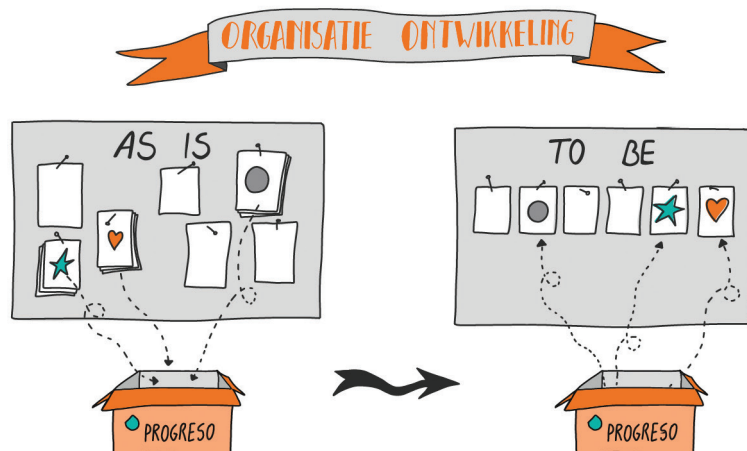 ORGANISATIE ONTWIKKELING
AS IS
TO BE
PROGRESO
PROGRESO